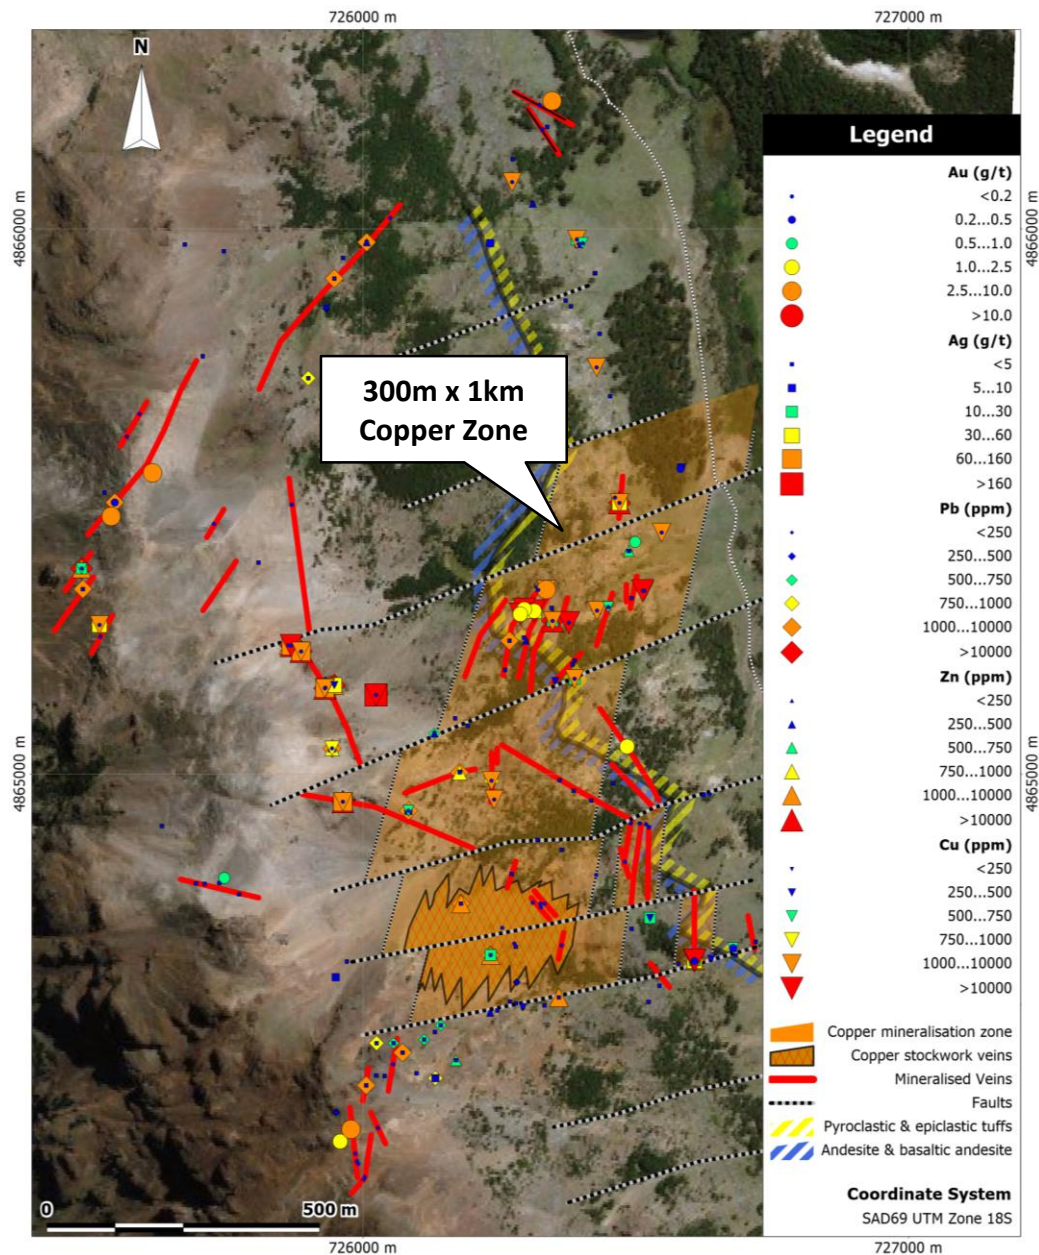 726000 m
727000 m
N
4866000 m
4866000 m
4865000 m
4865000 m
300m x 1km
Copper Zone
Legend
Au (g/t)
<0.2
0.2...0.5
0.5...1.0
1.0...2.5
2.5...10.0
>10.0
Ag (g/t)
<5
5...10
10...30
30...60
60...160
>160
Pb (ppm)
<250
250...500
500...750
750...1000
1000...10000
>10000
Zn (ppm)
<250
250...500
500...750
750...1000
1000...10000
>10000
Cu (ppm)
<250
250...500
500...750
750...1000
1000...10000
>10000
Copper mineralisation zone
Copper stockwork veins
Mineralised Veins
Faults
Pyroclastic & epiclastic tuffs
Andesite & basaltic andesite
Coordinate System
SAD69 UTM Zone 18S
0
500 m
726000 m
727000 m